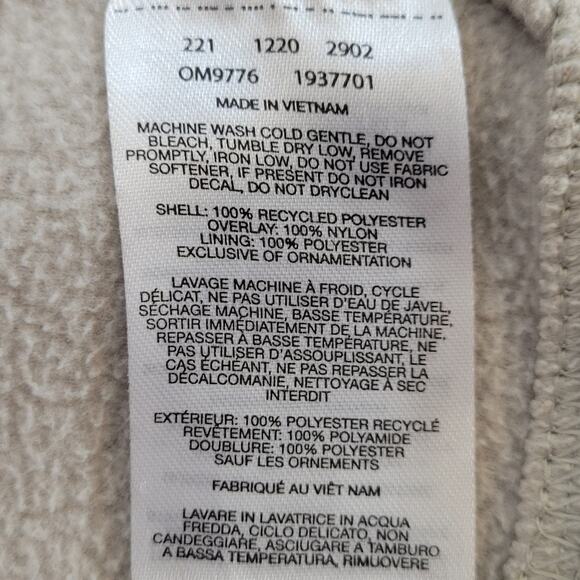 221 1220 2902
OM9776 1937701
MADE IN VIETNAM
MACHINE WASH COLD GENTLE, DO NOT
BLEACH, TUMBLE DRY LOW, REMOVE
PROMPTLY, IRON LOW, DO NOT USE FABRIC
SOFTENER, IF PRESENT DO NOT IRON
DECAL, DO NOT DRYCLEAN
SHELL: 100% RECYCLED POLYESTER
OVERLAY: 100% NYLON
LINING: 100% POLYESTER
EXCLUSIVE OF ORNAMENTATION
LAVAGE MACHINE À FROID, CYCLE
DÉLICAT, NE PAS UTILISER D'EAU DE JAVEL,
SÉCHAGE MACHINE, BASSE TEMPÉRATURE,
SORTIR IMMÉDIATEMENT DE LA MACHINE,
REPASSER À BASSE TEMPÉRATURE, NE
PAS UTILISER D'ASSOUPLISSANT, LE
CAS ÉCHÉANT, NE PAS REPASSER LA
DÉCALCOMANIE, NETTOYAGE À SEC
INTERDIT
EXTÉRIEUR: 100% POLYESTER RECYCLÉ
REVÊTEMENT: 100% POLYAMIDE
DOUBLURE: 100% POLYESTER
SAUF LES ORNEMENTS
FABRIQUÉ AU VIÊT NAM
LAVARE IN LAVATRICE IN ACQUA
FREDDA, CICLO DELICATO, NON
CANDEGGIARE, ASCIUGARE A TAMBURO
A BASSA TEMPERATURA, RIMUOVERE